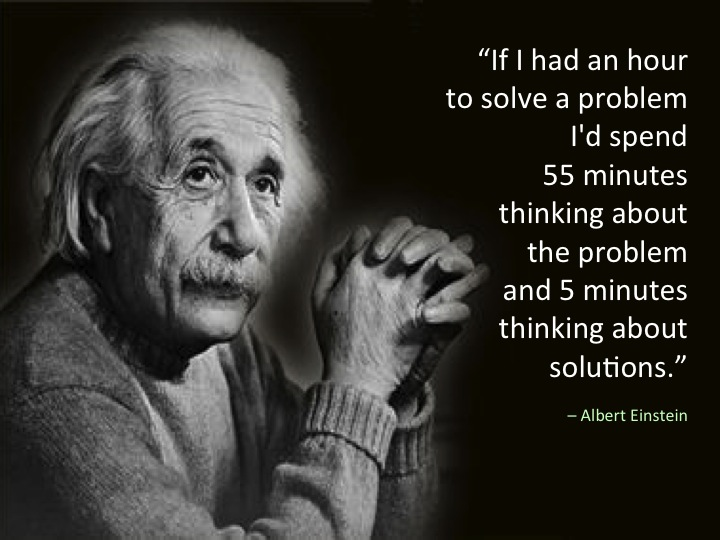 “If I had an hour
to solve a problem
I'd spend
55 minutes
thinking about
the problem
and 5 minutes
thinking about
solutions.”
– Albert Einstein